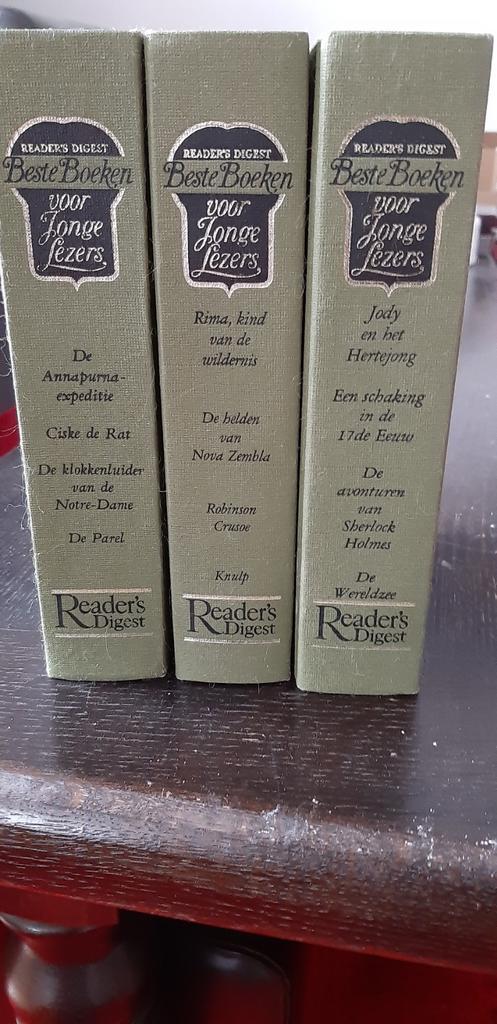 READER'S DIGEST
Beste Boeken
voor
Jonge
Lezers
De
Annapurna-
expeditie
Ciske de Rat
De klokkenluider
van de
Notre-Dame
De Parel
Reader's
Digest
READER'S DIGEST
Beste Boeken
voor
Jonge
Lezers
Rima, kind
van de
wildernis
De helden
van
Nova Zembla
Robinson
Crusoe
Knulp
Reader's
Digest
READER'S DIGEST
Beste Boeken
voor
Jonge
Lezers
Jody
en het
Hertejong
Een schaking
in de
17de Eeuw
De
avonturen
van
Sherlock
Holmes
De
Wereldzee
Reader's
Digest